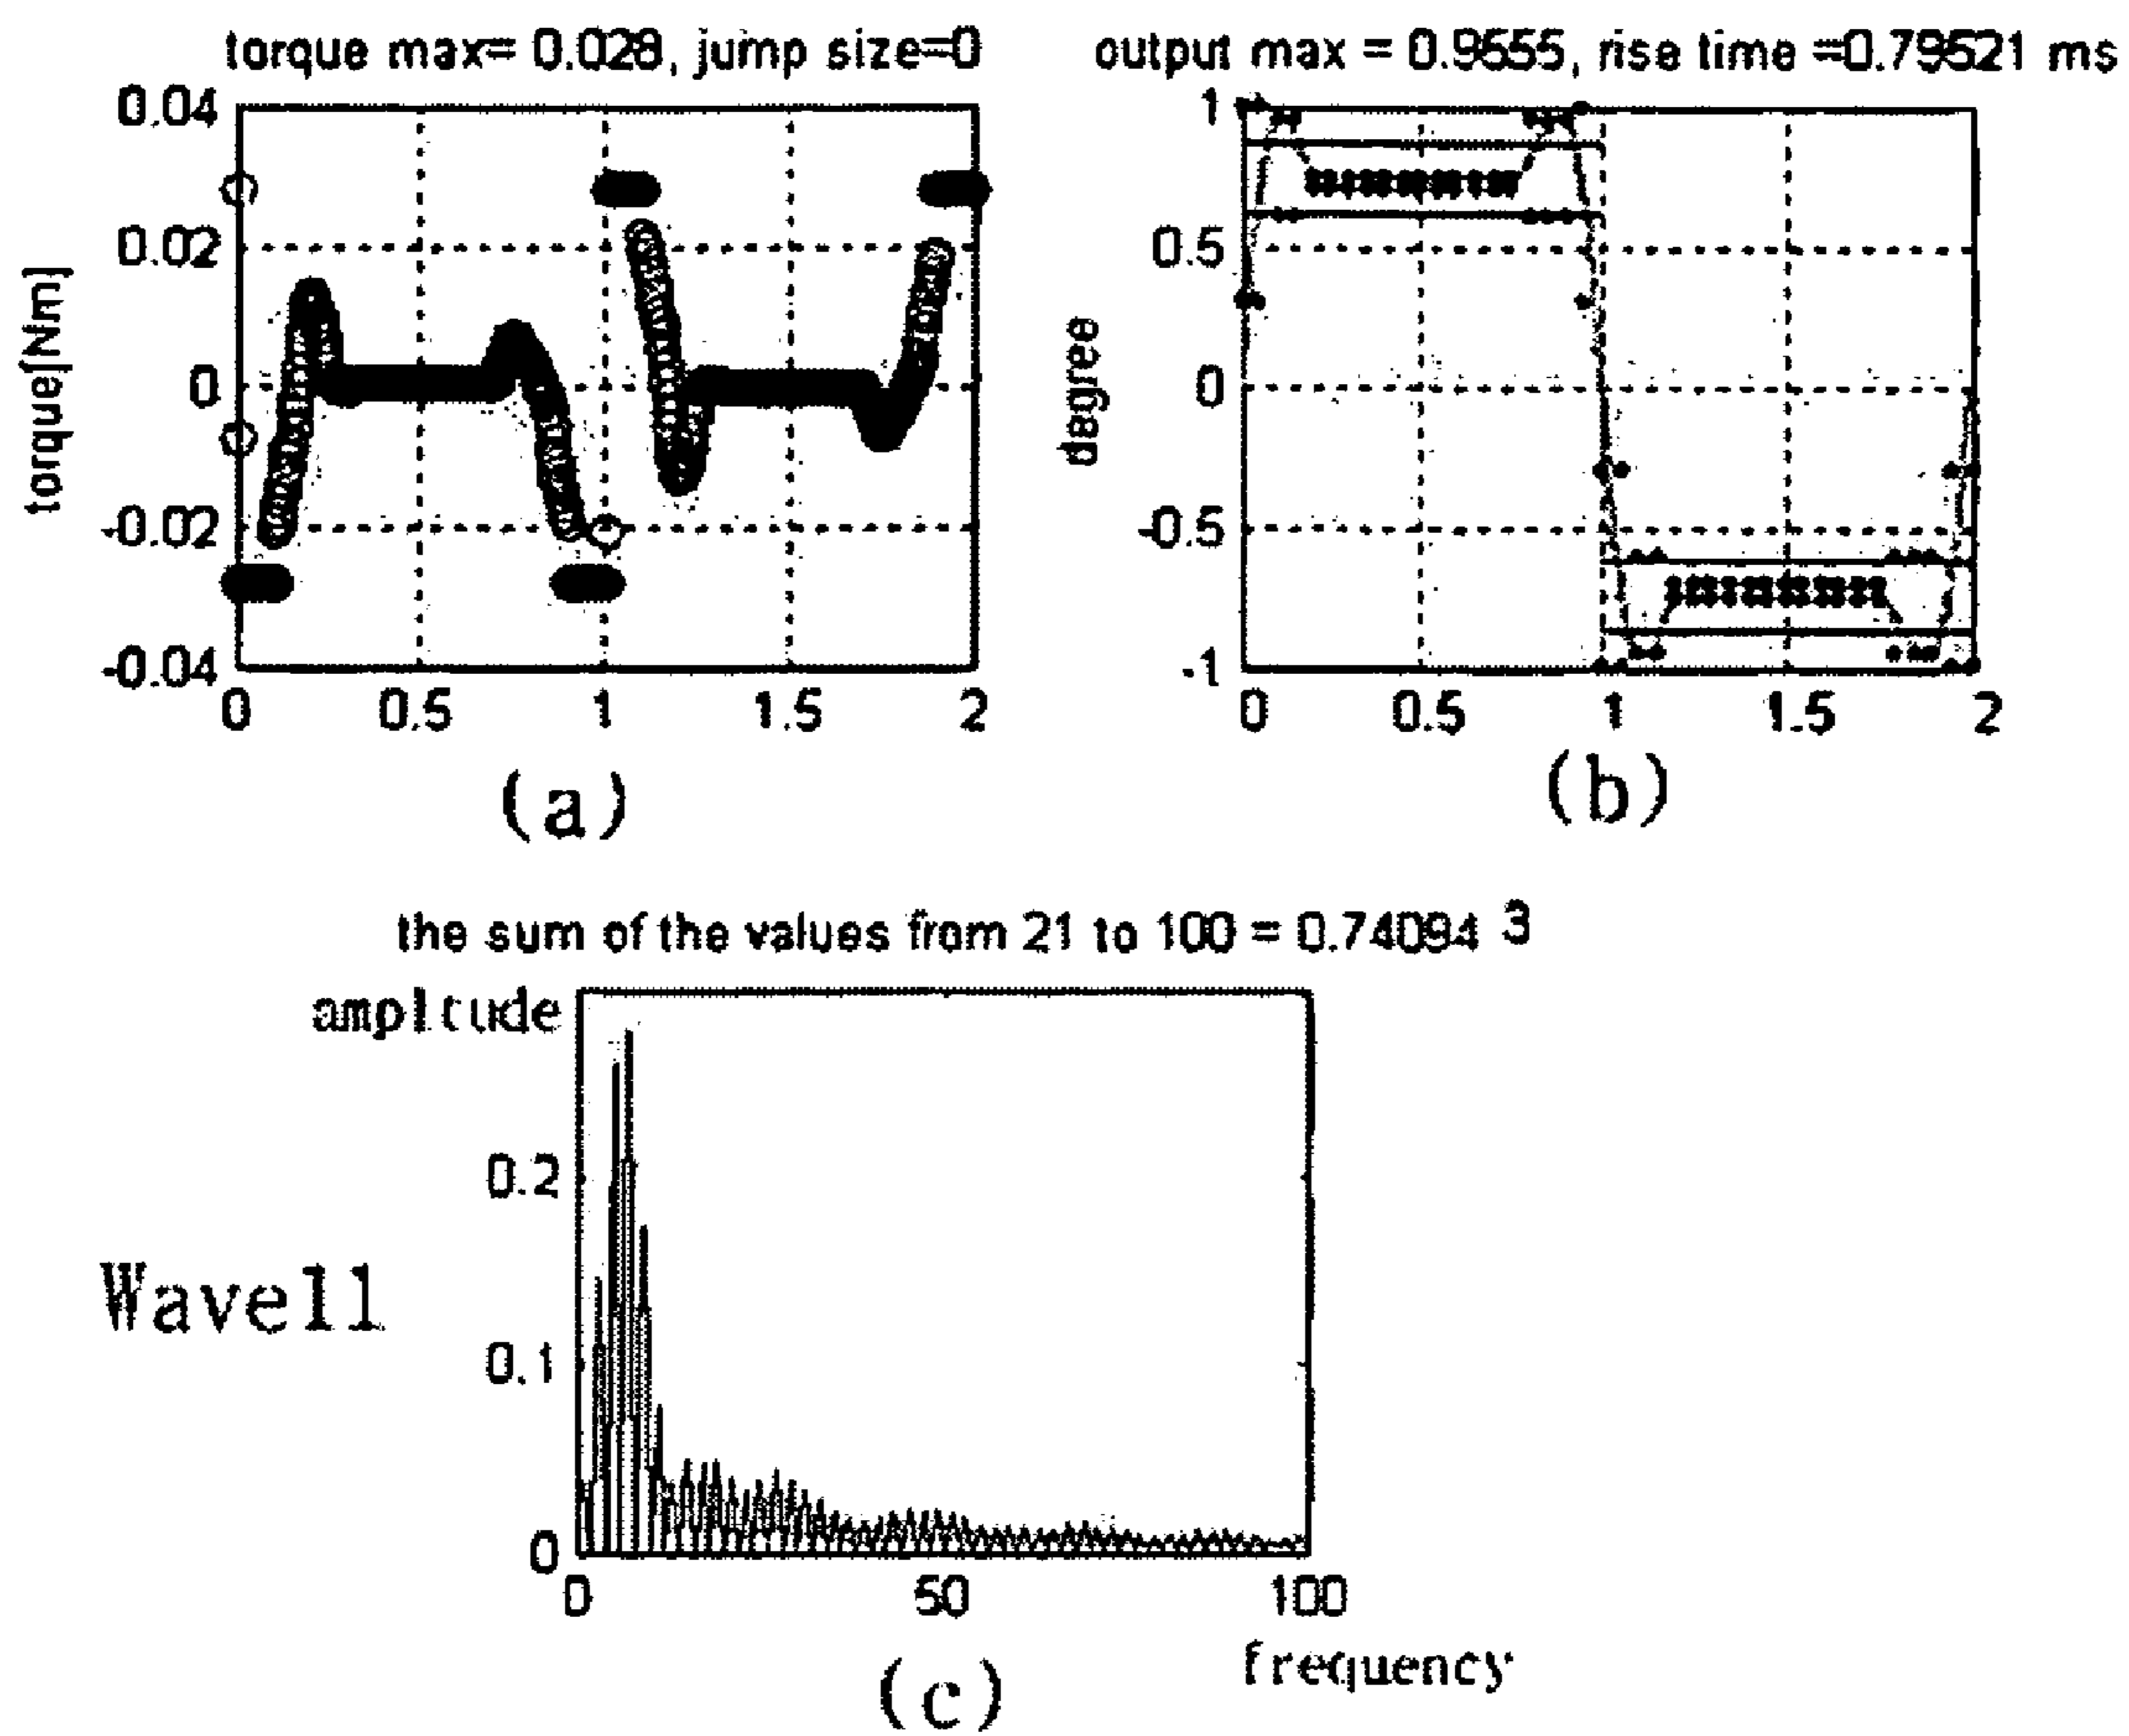 torque max= 0.028, jump size=0
0.04
0.02
0
-0.02
-0.04
torque[Nm]
0 0.5 1 1.5 2
(a)
output max = 0.9555, rise time =0.79521 ms
1
0.5
0
-0.5
-1
degree
0 0.5 1 1.5 2
(b)
the sum of the values from 21 to 100 = 0.74094 3
amplitude
0.2
0.1
0
Wave11
0 50 100
frequency
(c)